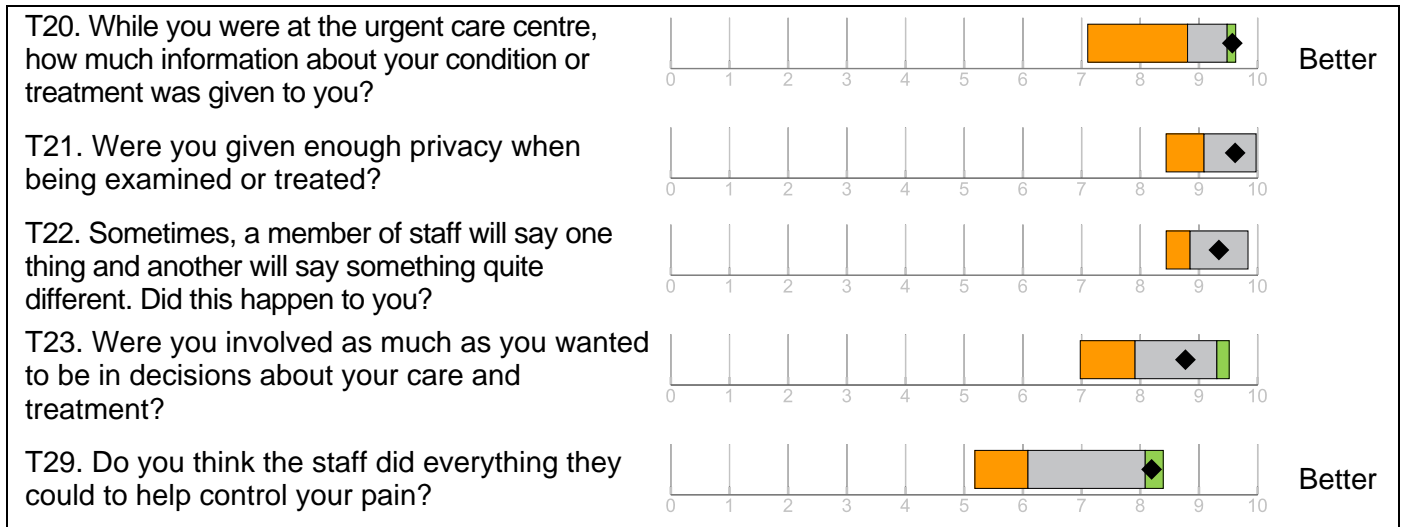 T20. While you were at the urgent care centre,
how much information about your condition or
treatment was given to you?
0 1 2 3 4 5 6 7 8 9 10
Better
T21. Were you given enough privacy when
being examined or treated?
0 1 2 3 4 5 6 7 8 9 10
T22. Sometimes, a member of staff will say one
thing and another will say something quite
different. Did this happen to you?
0 1 2 3 4 5 6 7 8 9 10
T23. Were you involved as much as you wanted
to be in decisions about your care and
treatment?
0 1 2 3 4 5 6 7 8 9 10
T29. Do you think the staff did everything they
could to help control your pain?
0 1 2 3 4 5 6 7 8 9 10
Better